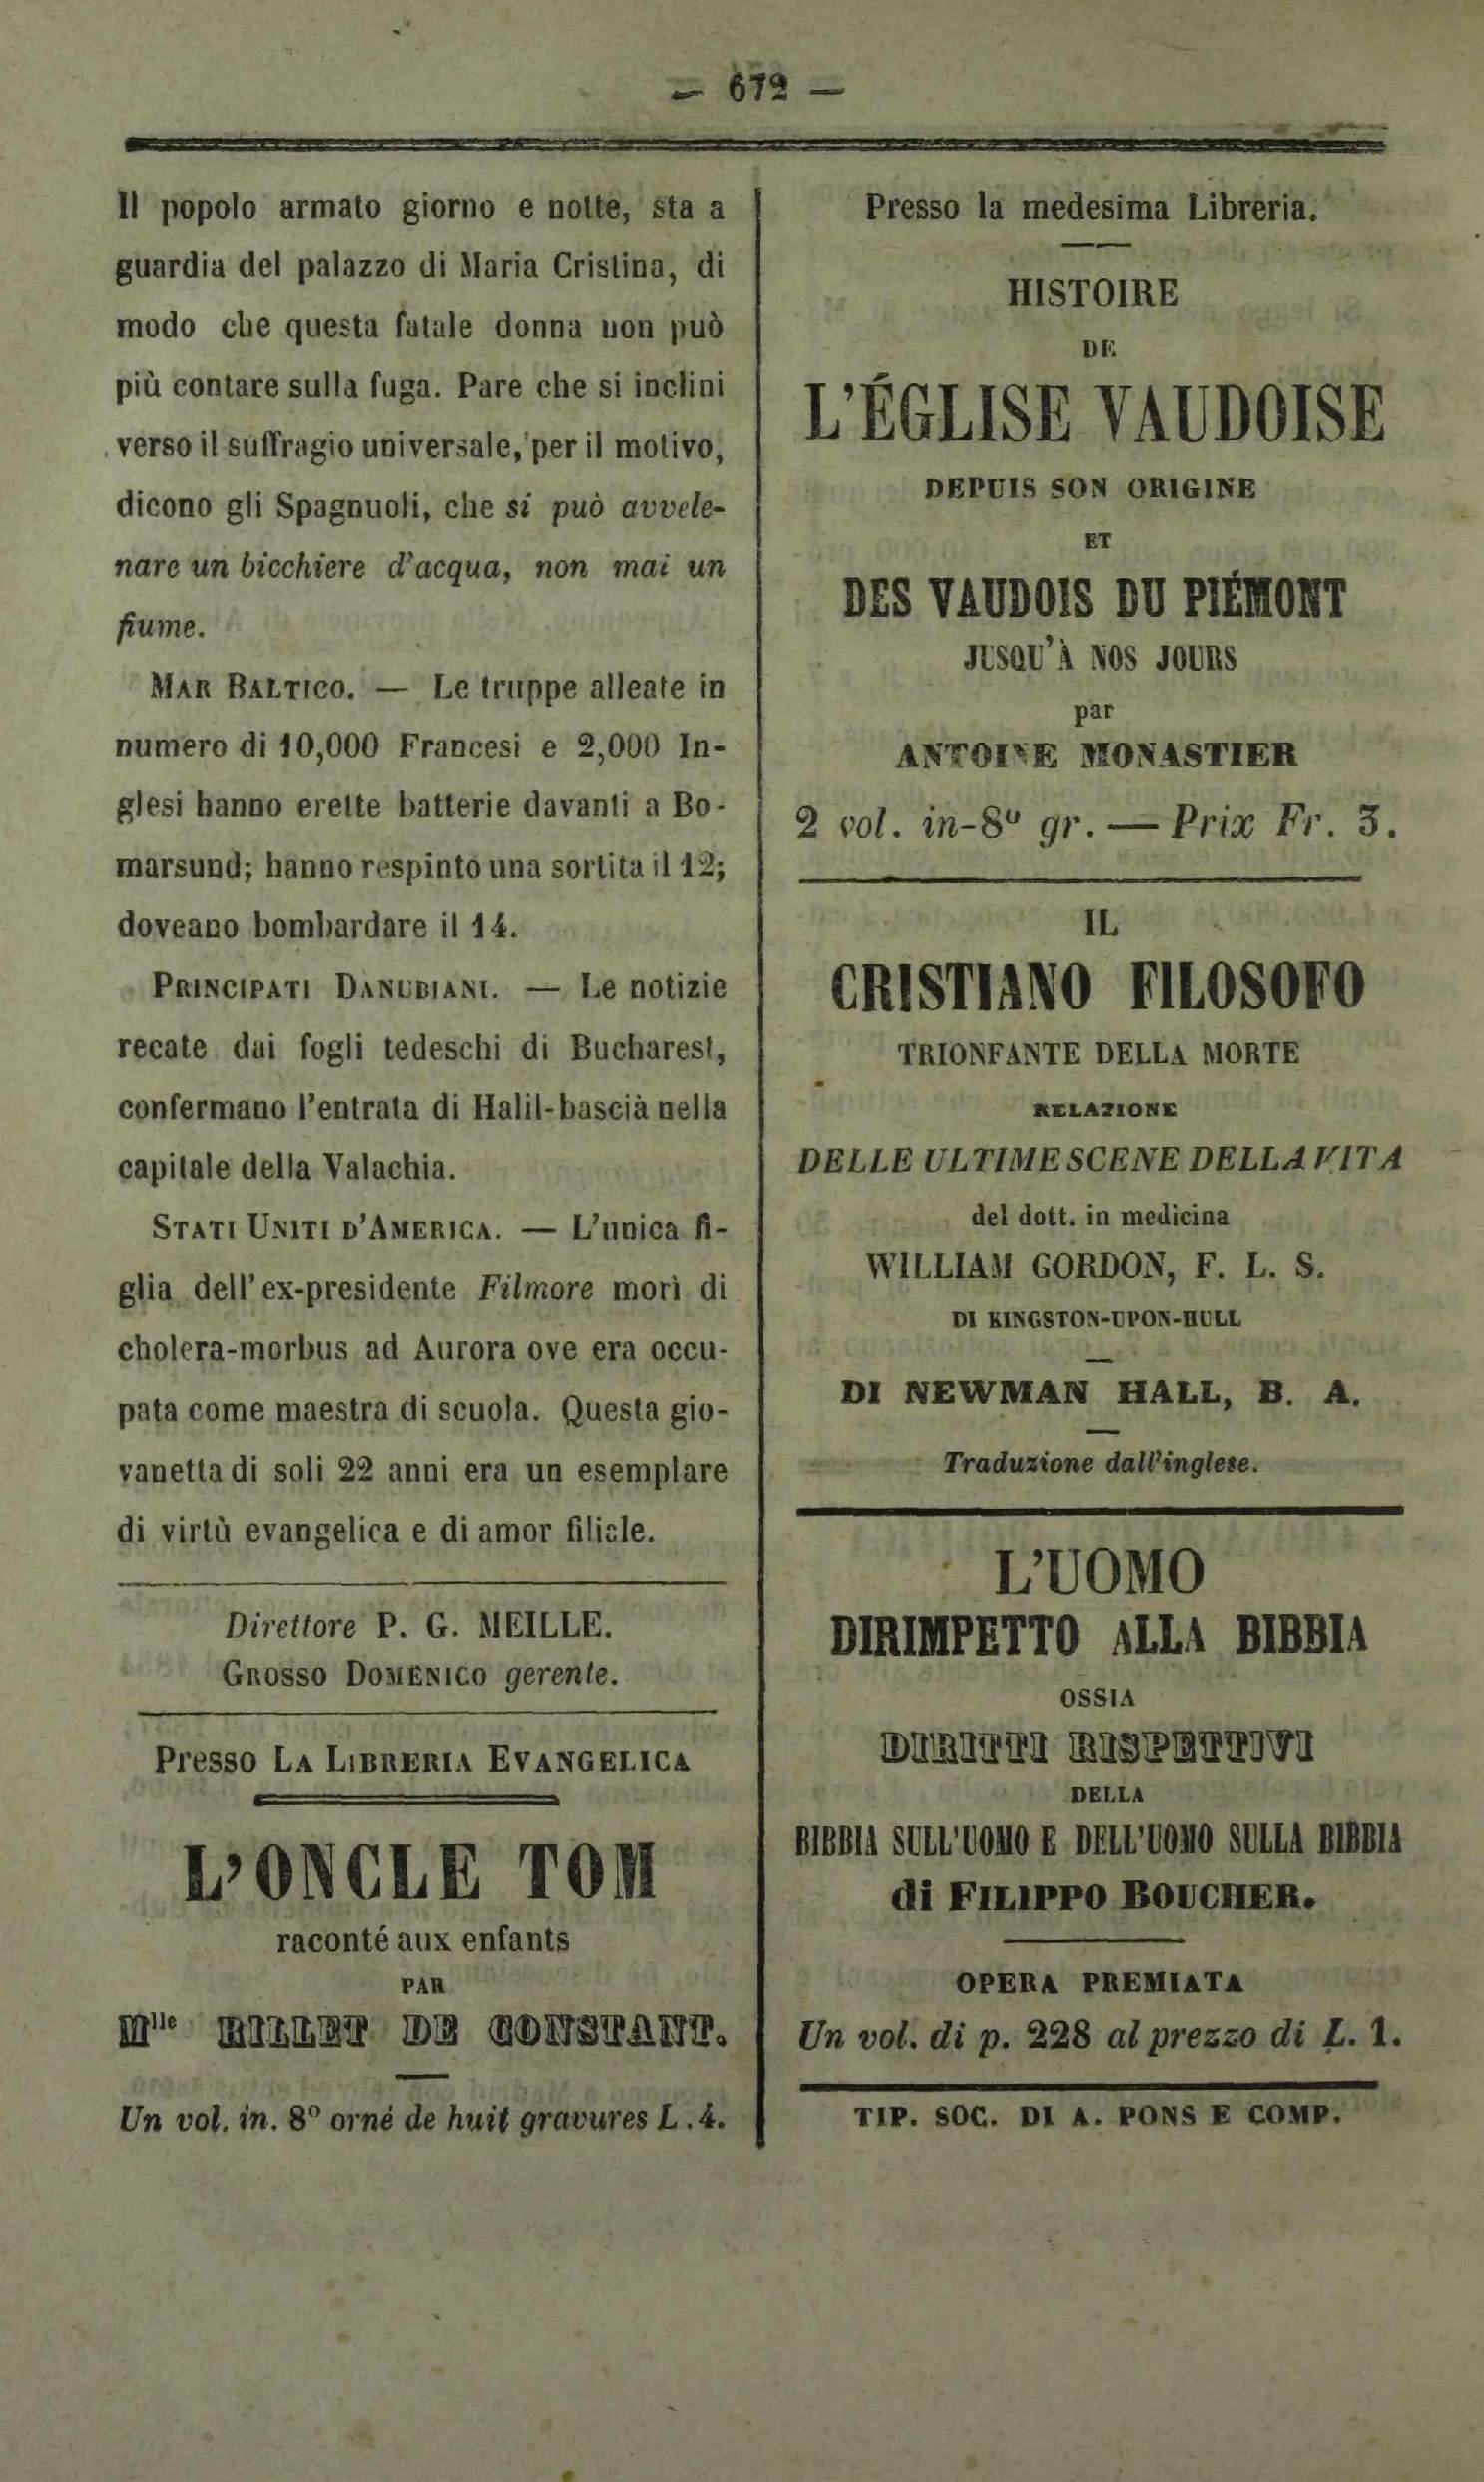 — 672 —
Il popolo armato giorno e notte, sta a
guardia del palazzo di Maria Cristina, di
modo che questa fatale donna non può
più contare sulla fuga. Pare che si inclini
verso il suffragio universale, per il motivo,
dicono gli Spagnuoli, che si può avvele-
nare un bicchiere d'acqua, non mai un
fiume.
MAR BALTICO. — Le truppe alleate in
numero di 10,000 Francesi e 2,000 In-
glesi hanno erette batterie davanti a Bo-
marsund; hanno respinto una sortita il 12;
doveano bombardare il 14.
PRINCIPATI DANUBIANI. — Le notizie
recate dai fogli tedeschi di Bucharest,
confermano l'entrata di Halil-bascià nella
capitale della Valachia.
STATI UNITI D'AMERICA. — L'unica fi-
glia dell'ex-presidente Filmore morì di
cholera-morbus ad Aurora ove era occu-
pata come maestra di scuola. Questa gio-
vanetta di soli 22 anni era un esemplare
di virtù evangelica e di amor filiale.
Direttore P. G. MEILLE.
GROSSO DOMENICO gerente.
Presso LA LIBRERIA EVANGELICA
L'ONCLE TOM
raconté aux enfants
PAR
Mlle RILLET DE CONSTANT.
Un vol. in. 8º orné de huit gravures L. 4.
Presso la medesima Libreria.
HISTOIRE
DE
L'ÉGLISE VAUDOISE
DEPUIS SON ORIGINE
ET
DES VAUDOIS DU PIÉMONT
JUSQU'À NOS JOURS
par
ANTOINE MONASTIER
2 vol. in-8º gr. — Prix Fr. 3.
IL
CRISTIANO FILOSOFO
TRIONFANTE DELLA MORTE
RELAZIONE
DELLE ULTIME SCENE DELLA VITA
del dott. in medicina
WILLIAM GORDON, F. L. S.
DI KINGSTON-UPON-HULL
DI NEWMAN HALL, B. A.
Traduzione dall'inglese.
L'UOMO
DIRIMPETTO ALLA BIBBIA
OSSIA
DIRITTI RISPETTIVI
DELLA
BIBBIA SULL'UOMO E DELL'UOMO SULLA BIBBIA
di FILIPPO BOUCHER.
OPERA PREMIATA
Un vol. di p. 228 al prezzo di L. 1.
TIP. SOC. DI A. PONS E COMP.